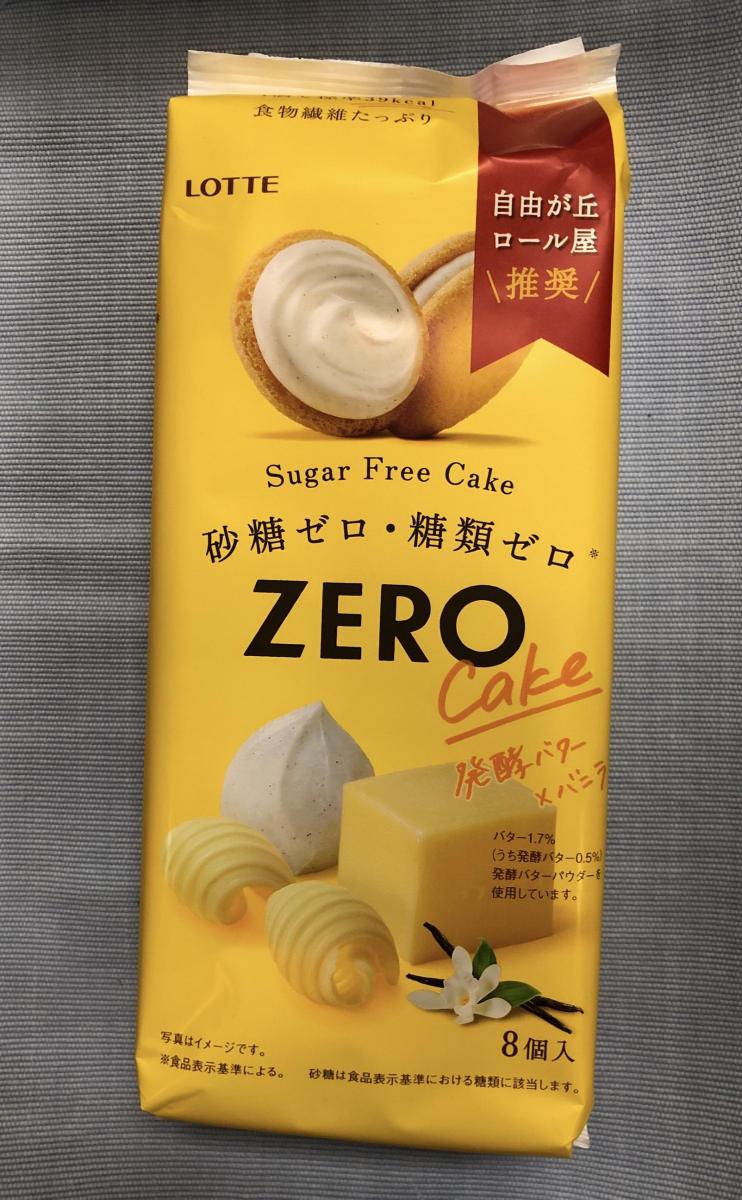 39kcal
食物繊維たっぷり
LOTTE
自由が丘
ロール屋
\推奨/
Sugar Free Cake
砂糖ゼロ・糖類ゼロ※
ZERO
Cake
発酵バター
×バニラ
バター1.7%
(うち発酵バター0.5%)
発酵バターパウダーを
使用しています。
8個入
写真はイメージです。
※食品表示基準による。 砂糖は食品表示基準における糖類に該当します。